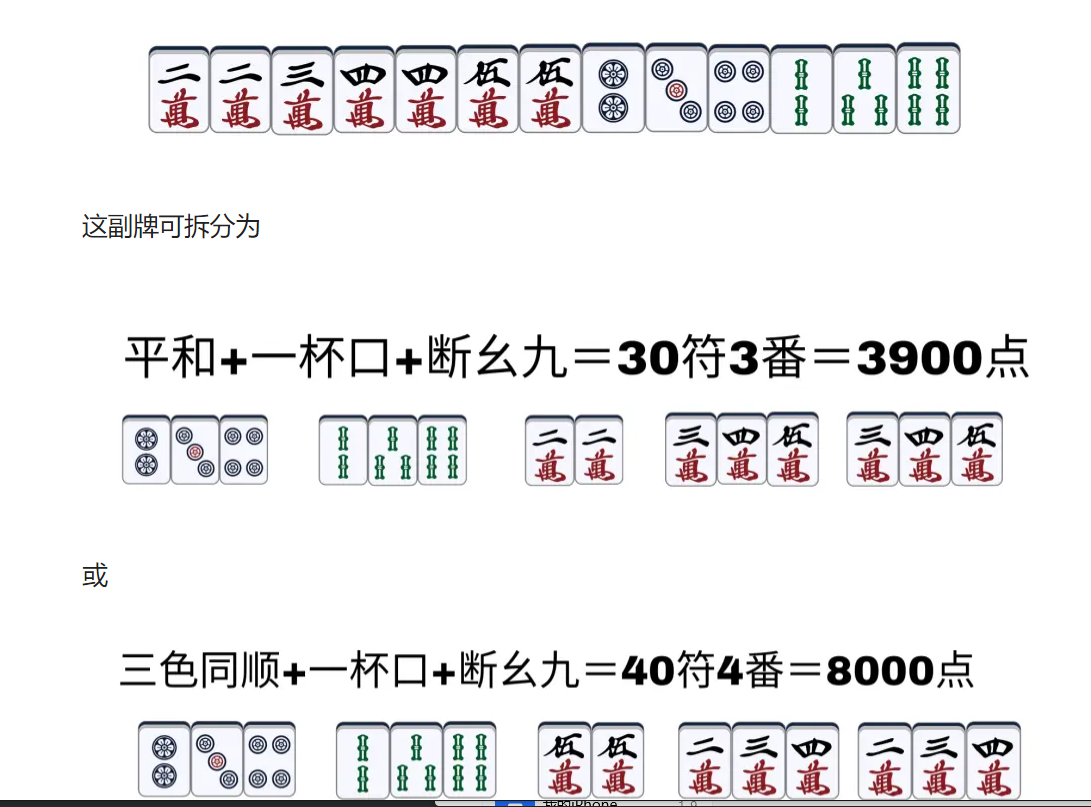 二 二 三 四 四 伍 伍
萬 萬 萬 萬 萬 萬 萬
这副牌可拆分为
平和+一杯口+断幺九＝30符3番＝3900点
二 二 三 四 伍 三 四 伍
萬 萬 萬 萬 萬 萬 萬 萬
或
三色同顺+一杯口+断幺九＝40符4番＝8000点
伍 伍 二 三 四 二 三 四
萬 萬 萬 萬 萬 萬 萬 萬